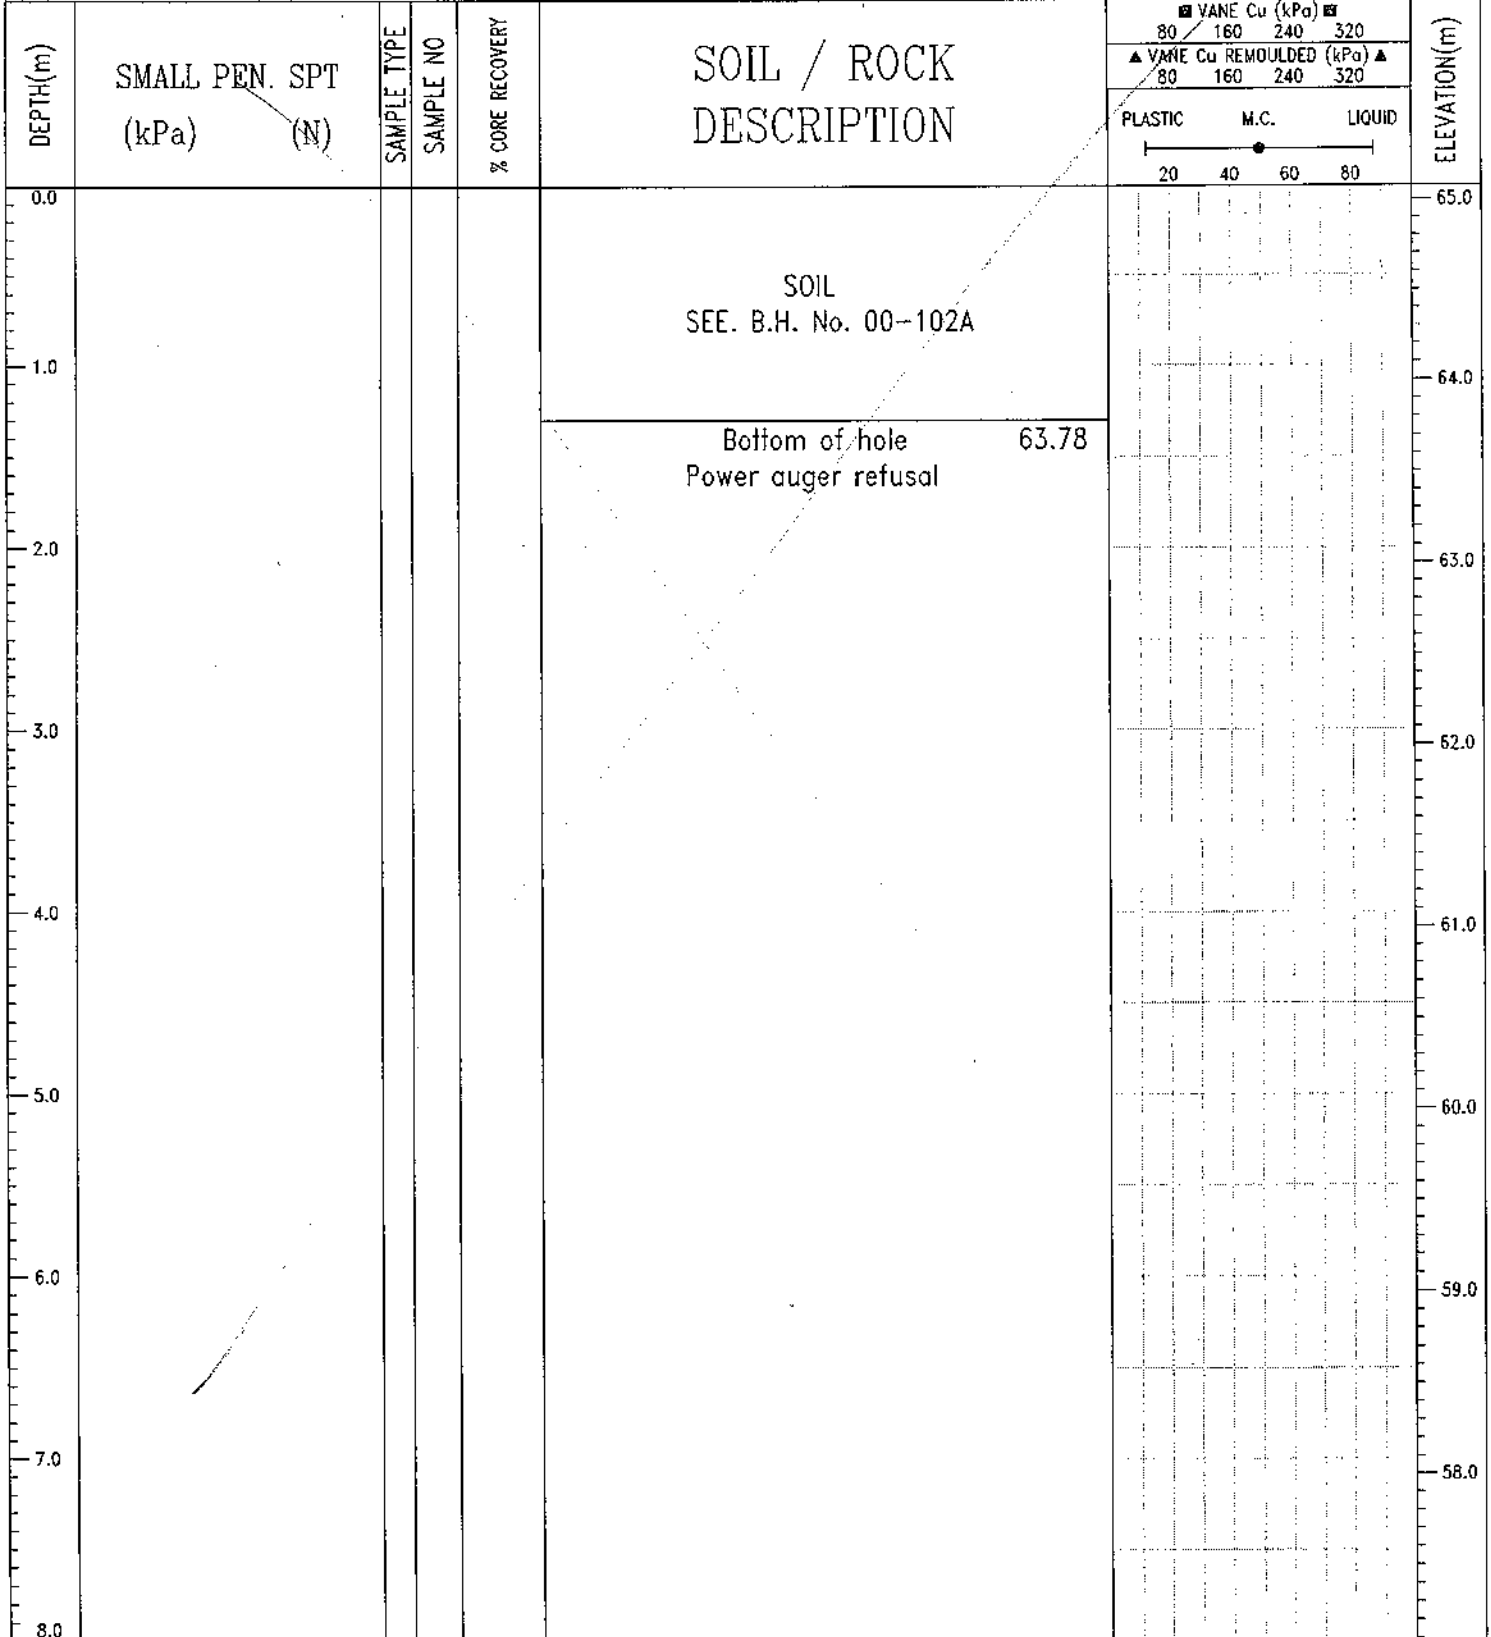 DEPTH(m)
SMALL PEN. SPT
(kPa) (N)
SAMPLE TYPE
SAMPLE NO
% CORE RECOVERY
SOIL / ROCK
DESCRIPTION
■ VANE Cu (kPa) ■
80 160 240 320
▲ VANE Cu REMOULDED (kPa) ▲
80 160 240 320
PLASTIC M.C. LIQUID
20 40 60 80
ELEVATION(m)
0.0
65.0
SOIL
SEE. B.H. No. 00-102A
1.0
64.0
Bottom of hole 63.78
Power auger refusal
2.0
63.0
3.0
62.0
4.0
61.0
5.0
60.0
6.0
59.0
7.0
58.0
8.0